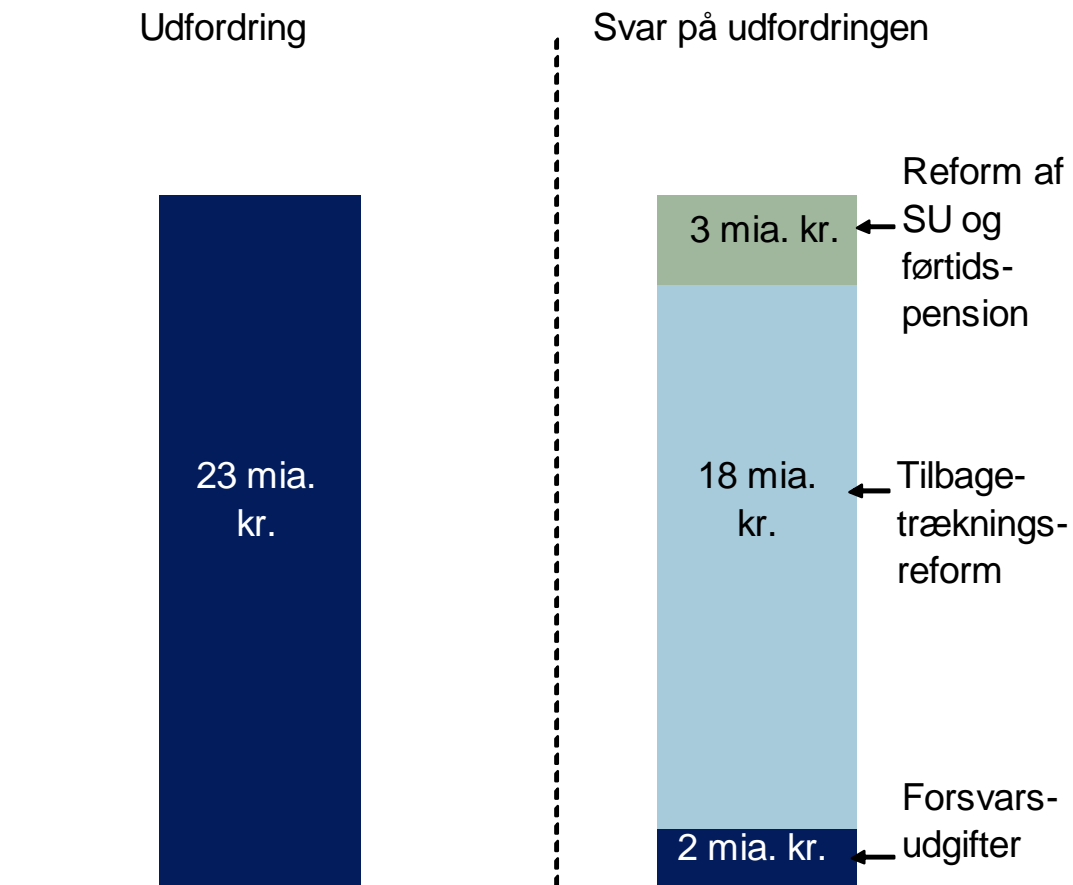 Udfordring
Svar på udfordringen
23 mia.
kr.
3 mia. kr.
Reform af
SU og
førtids-
pension
18 mia.
kr.
Tilbage-
træknings-
reform
2 mia. kr.
Forsvars-
udgifter